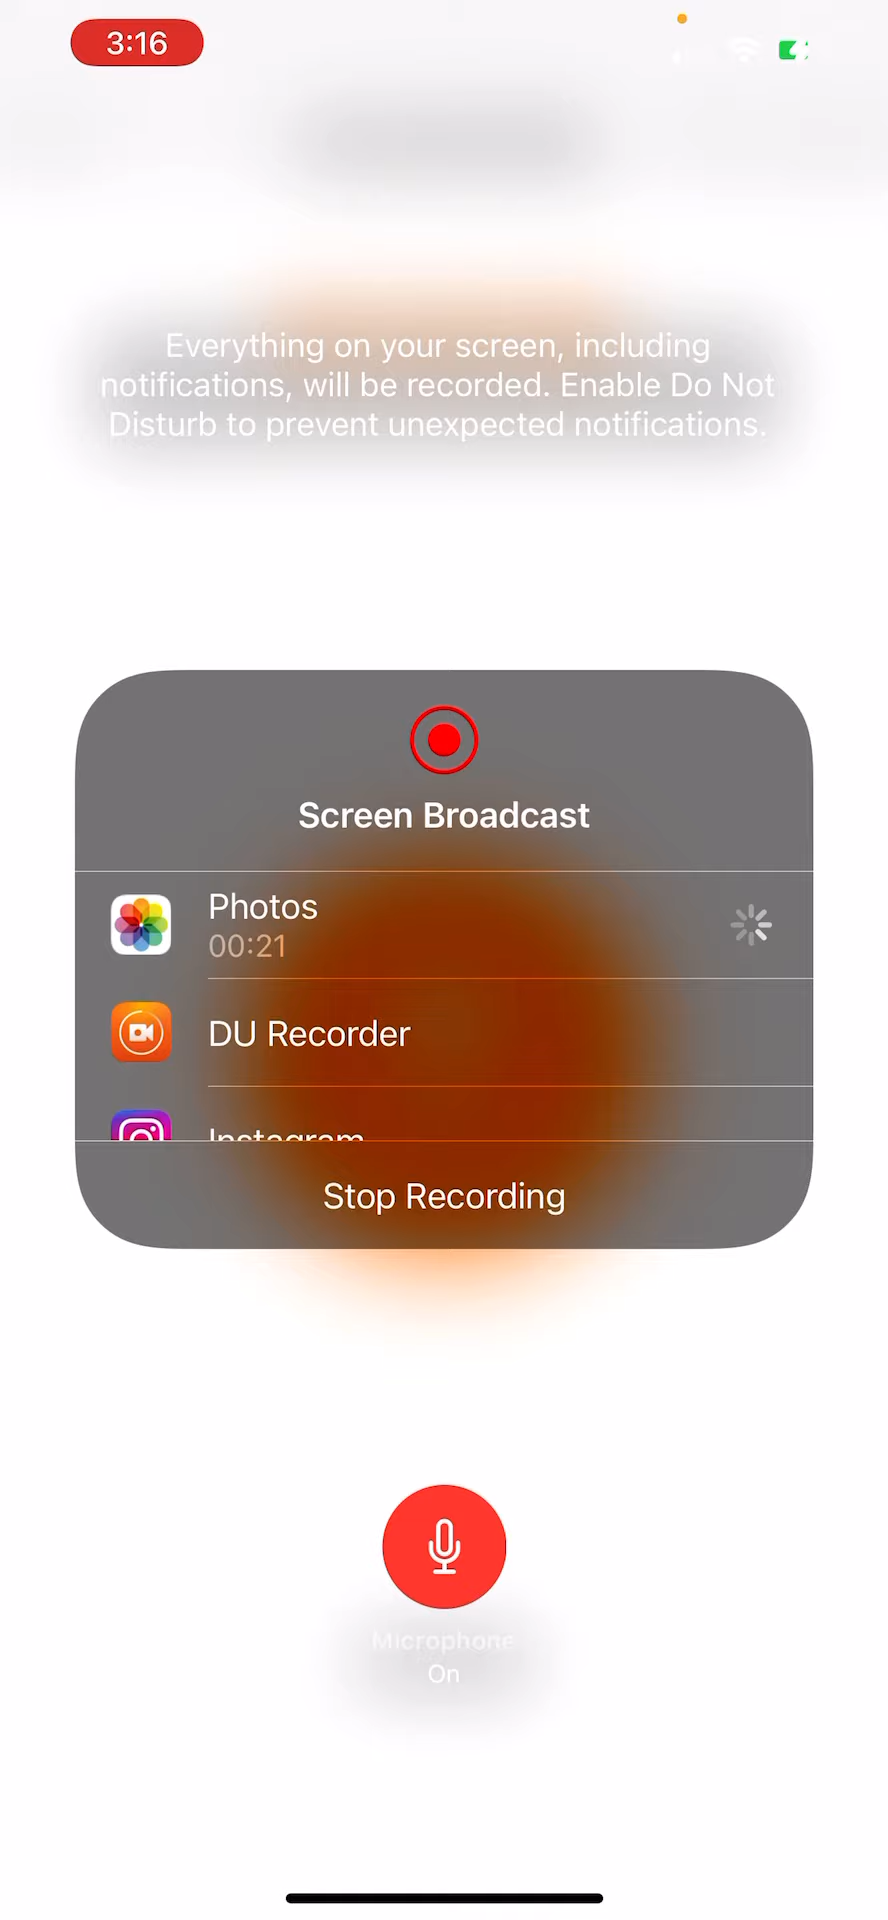 3:16
Everything on your screen, including
notifications, will be recorded. Enable Do Not
Disturb to prevent unexpected notifications.
Screen Broadcast
Photos
00:21
DU Recorder
Instagram
Stop Recording
Microphone
On